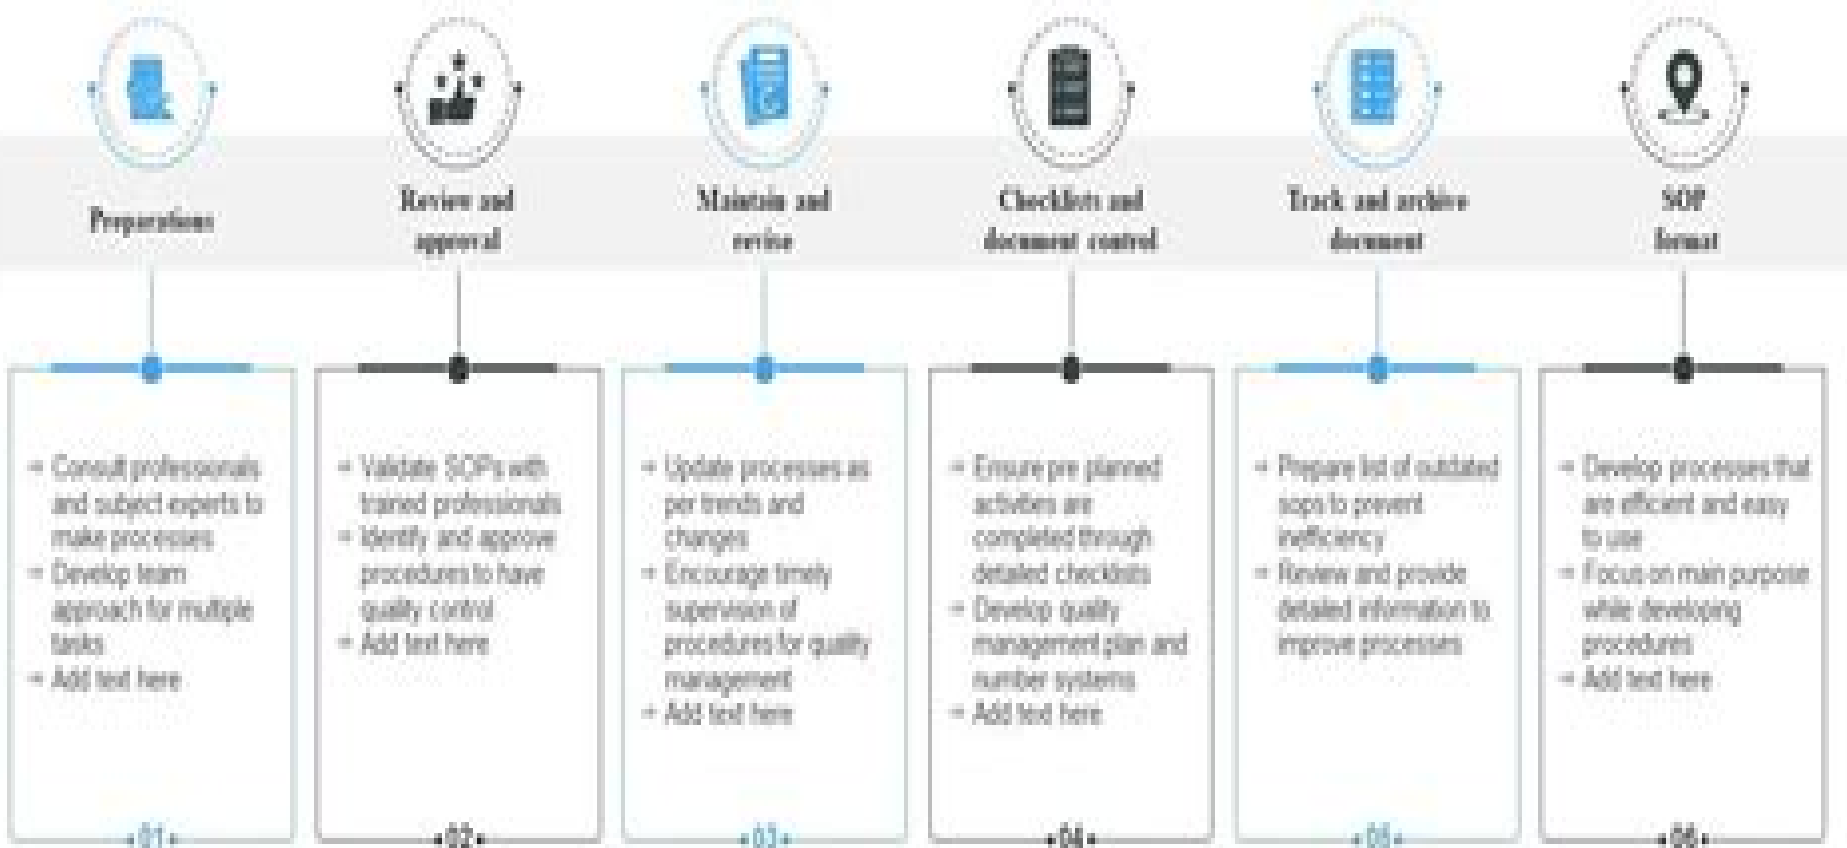 Preparations
Review and
approval
Maintain and
revise
Checklists and
document control
Track and archive
document
SOP
format
Consult professionals
and subject experts to
make processes
Develop team
approach for multiple
tasks
Add text here
01
Validate SOPs with
trained professionals
Identify and approve
procedures to have
quality control
Add text here
02
Update processes as
per trends and
changes
Encourage timely
supervision of
procedures for quality
management
Add text here
03
Ensure pre planned
activities are
completed through
detailed checklists
Develop quality
management plan and
number systems
Add text here
04
Prepare list of outdated
sops to prevent
inefficiency
Review and provide
detailed information to
improve processes
05
Develop processes that
are efficient and easy
to use
Focus on main purpose
while developing
procedures
Add text here
06